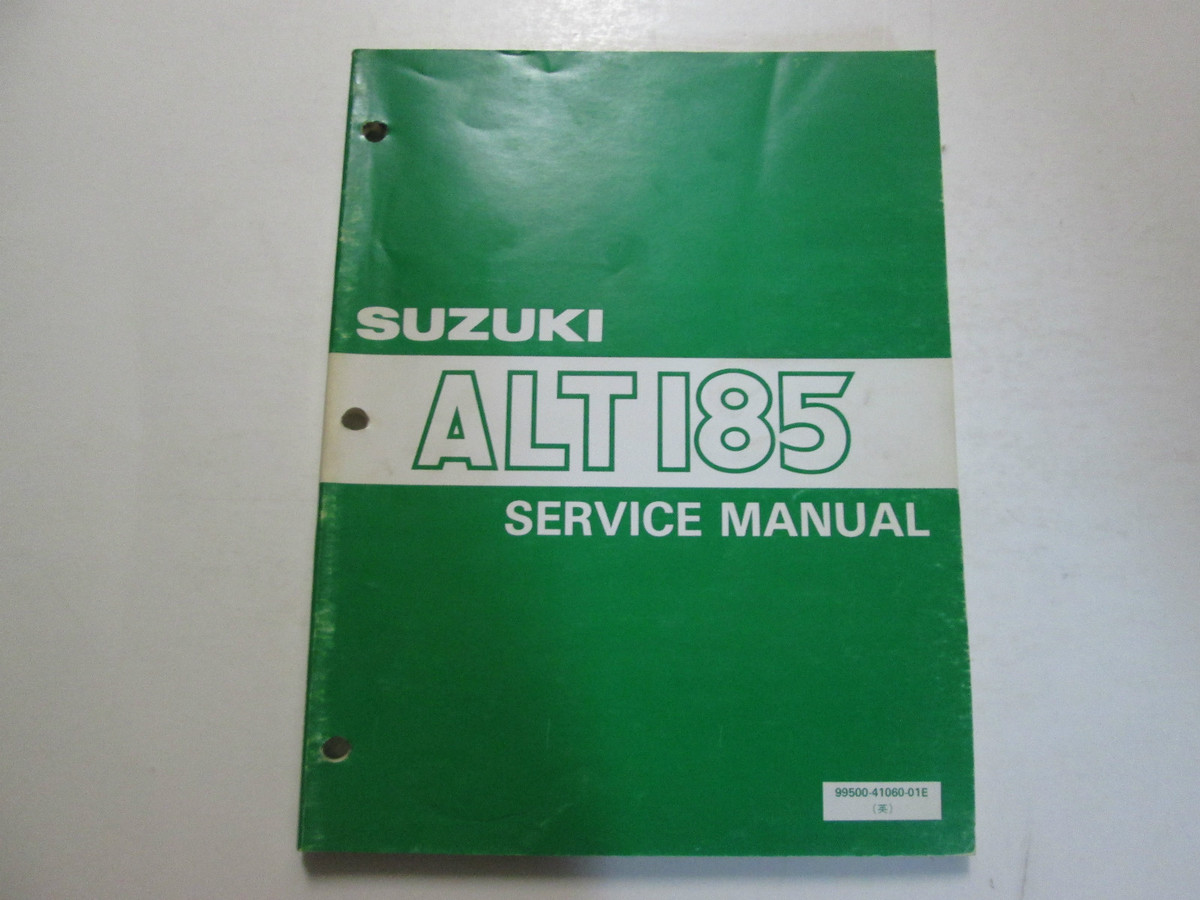 SUZUKI
ALT185
SERVICE MANUAL
99500-41060-01E
(英)